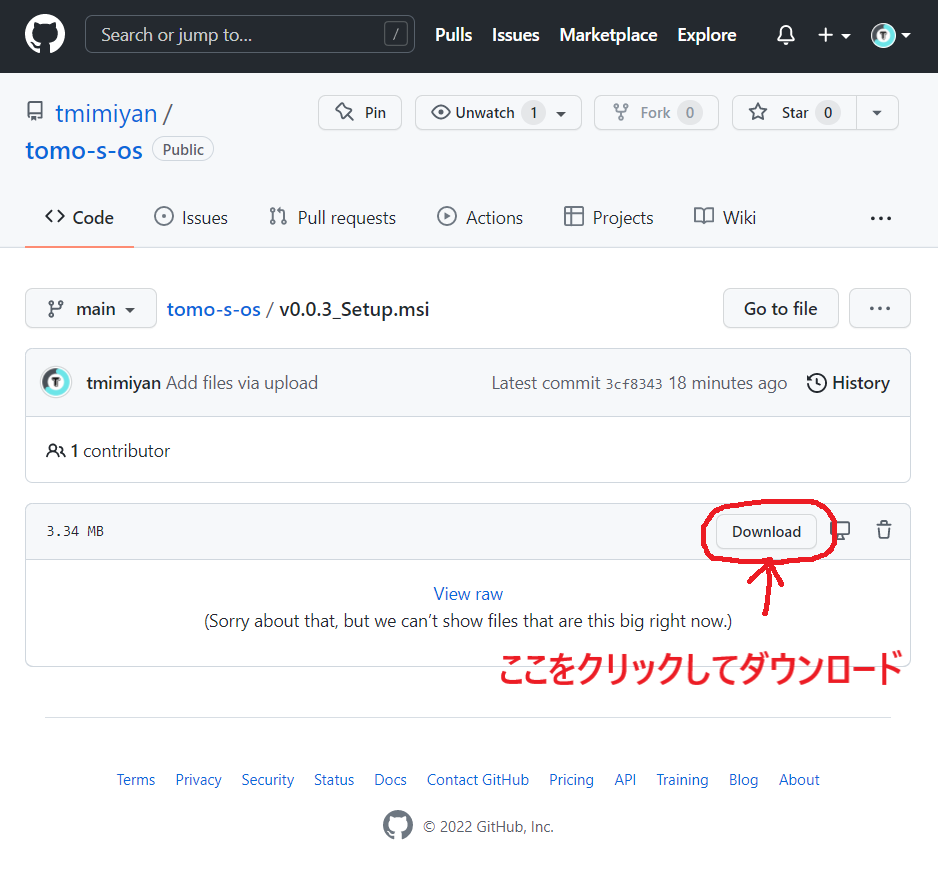 Search or jump to... / Pulls Issues Marketplace Explore
tmimiyan / Pin Unwatch 1 Fork 0 Star 0
tomo-s-os Public
Code Issues Pull requests Actions Projects Wiki ...
main tomo-s-os / v0.0.3_Setup.msi Go to file ...
tmimiyan Add files via upload Latest commit 3cf8343 18 minutes ago History
1 contributor
3.34 MB Download
View raw
(Sorry about that, but we can’t show files that are this big right now.)
ここをクリックしてダウンロード
Terms Privacy Security Status Docs Contact GitHub Pricing API Training Blog About
© 2022 GitHub, Inc.